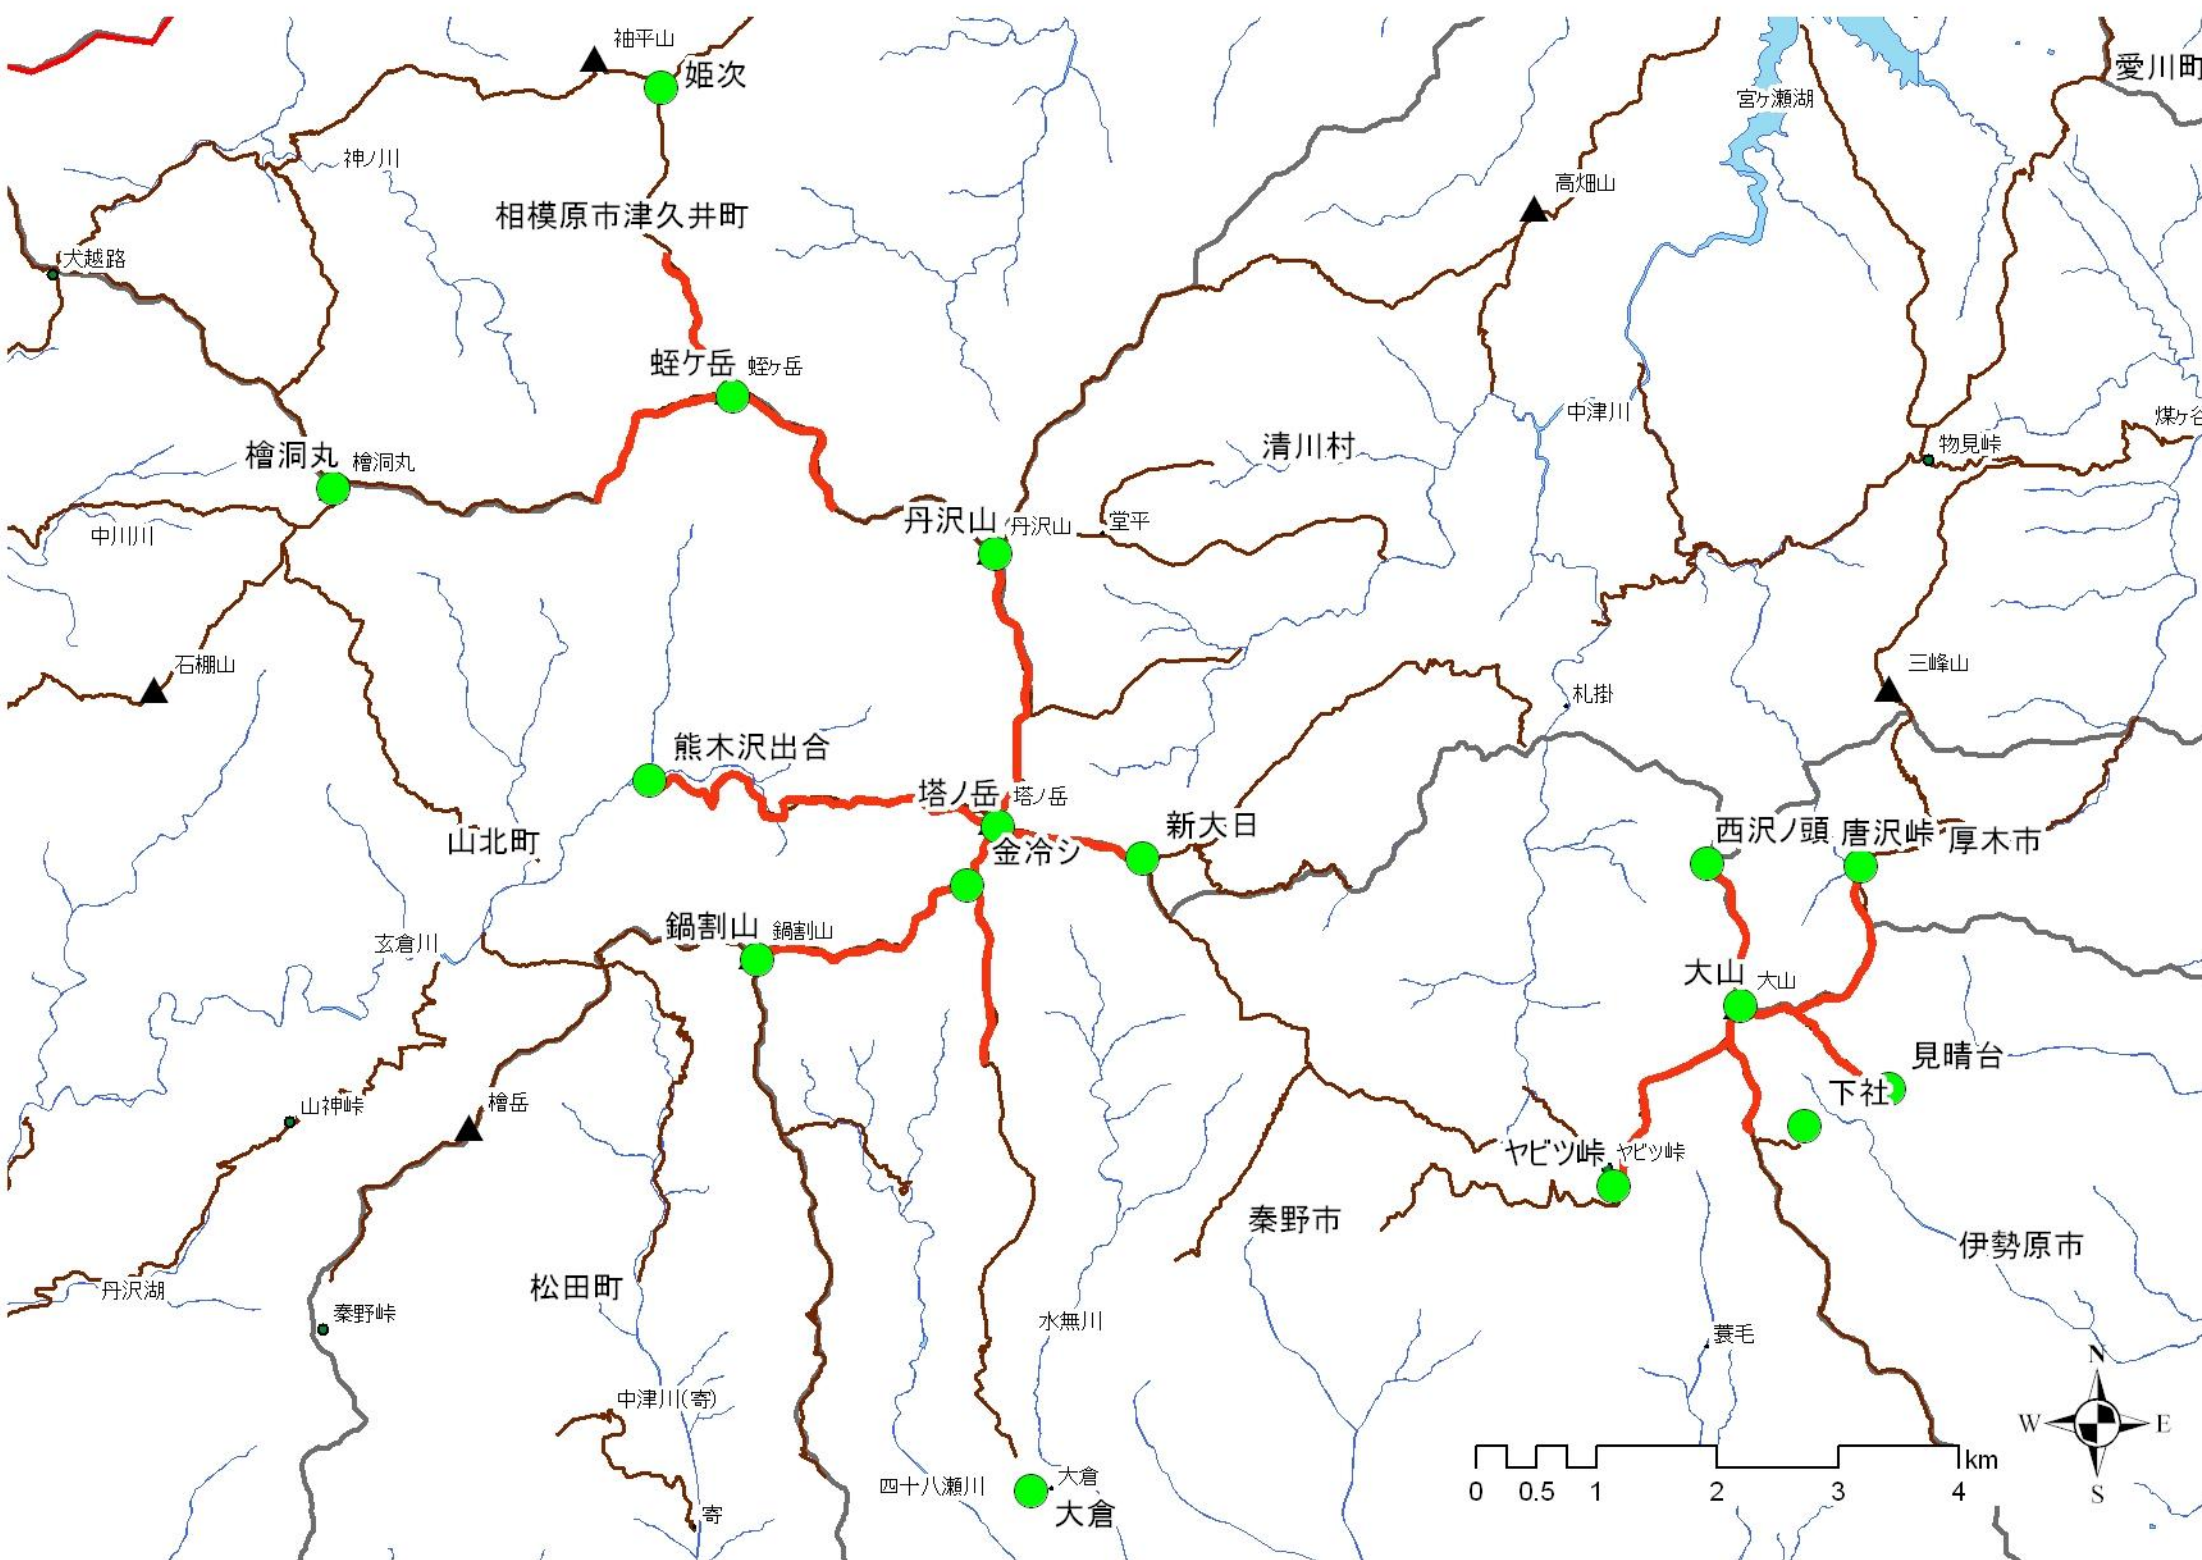 袖平山
姫次
愛川町
宮ヶ瀬湖
神ノ川
高畑山
相模原市津久井町
犬越路
蛭ヶ岳
蛭ヶ岳
中津川
煤ヶ谷
清川村
物見峠
檜洞丸
檜洞丸
丹沢山
丹沢山
堂平
中川川
石棚山
三峰山
札掛
熊木沢出合
塔ノ岳
塔ノ岳
新大日
西沢ノ頭
唐沢峠
厚木市
山北町
金冷シ
鍋割山
鍋割山
玄倉川
大山
大山
見晴台
下社
山神峠
檜岳
ヤビツ峠
ヤビツ峠
秦野市
伊勢原市
丹沢湖
松田町
秦野峠
水無川
蓑毛
N
中津川(寄)
W
E
km
大倉
四十八瀬川
0 0.5 1 2 3 4
S
寄
大倉